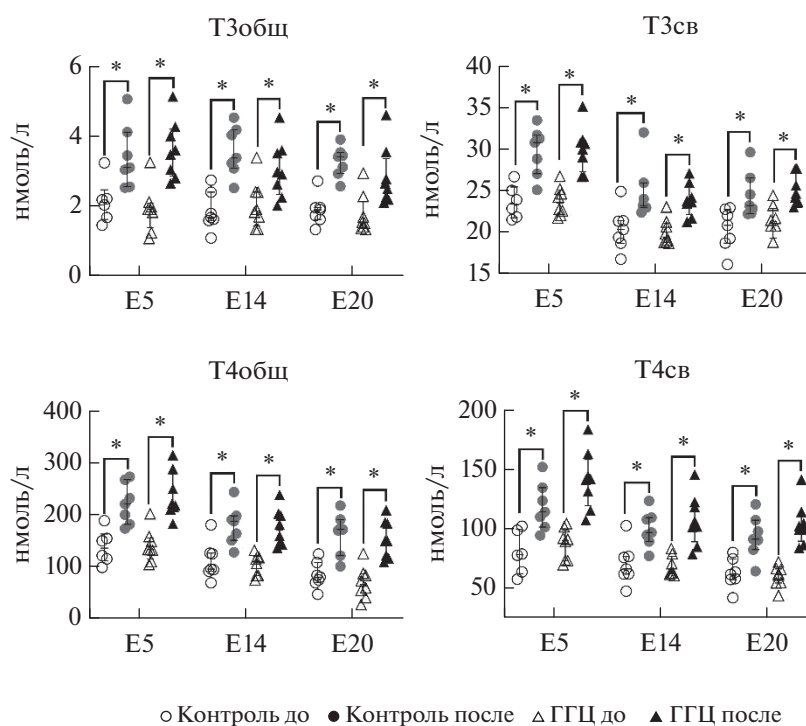 Т3общ
6
4
2
0
нмоль/л
* * * * * *
E5 E14 E20
Т3св
40
35
30
25
20
15
нмоль/л
* * * * * *
E5 E14 E20
Т4общ
400
300
200
100
0
нмоль/л
* * * * * *
E5 E14 E20
Т4св
200
150
100
50
нмоль/л
* * * * * *
E5 E14 E20
Контроль до Контроль после ГГЦ до ГГЦ после